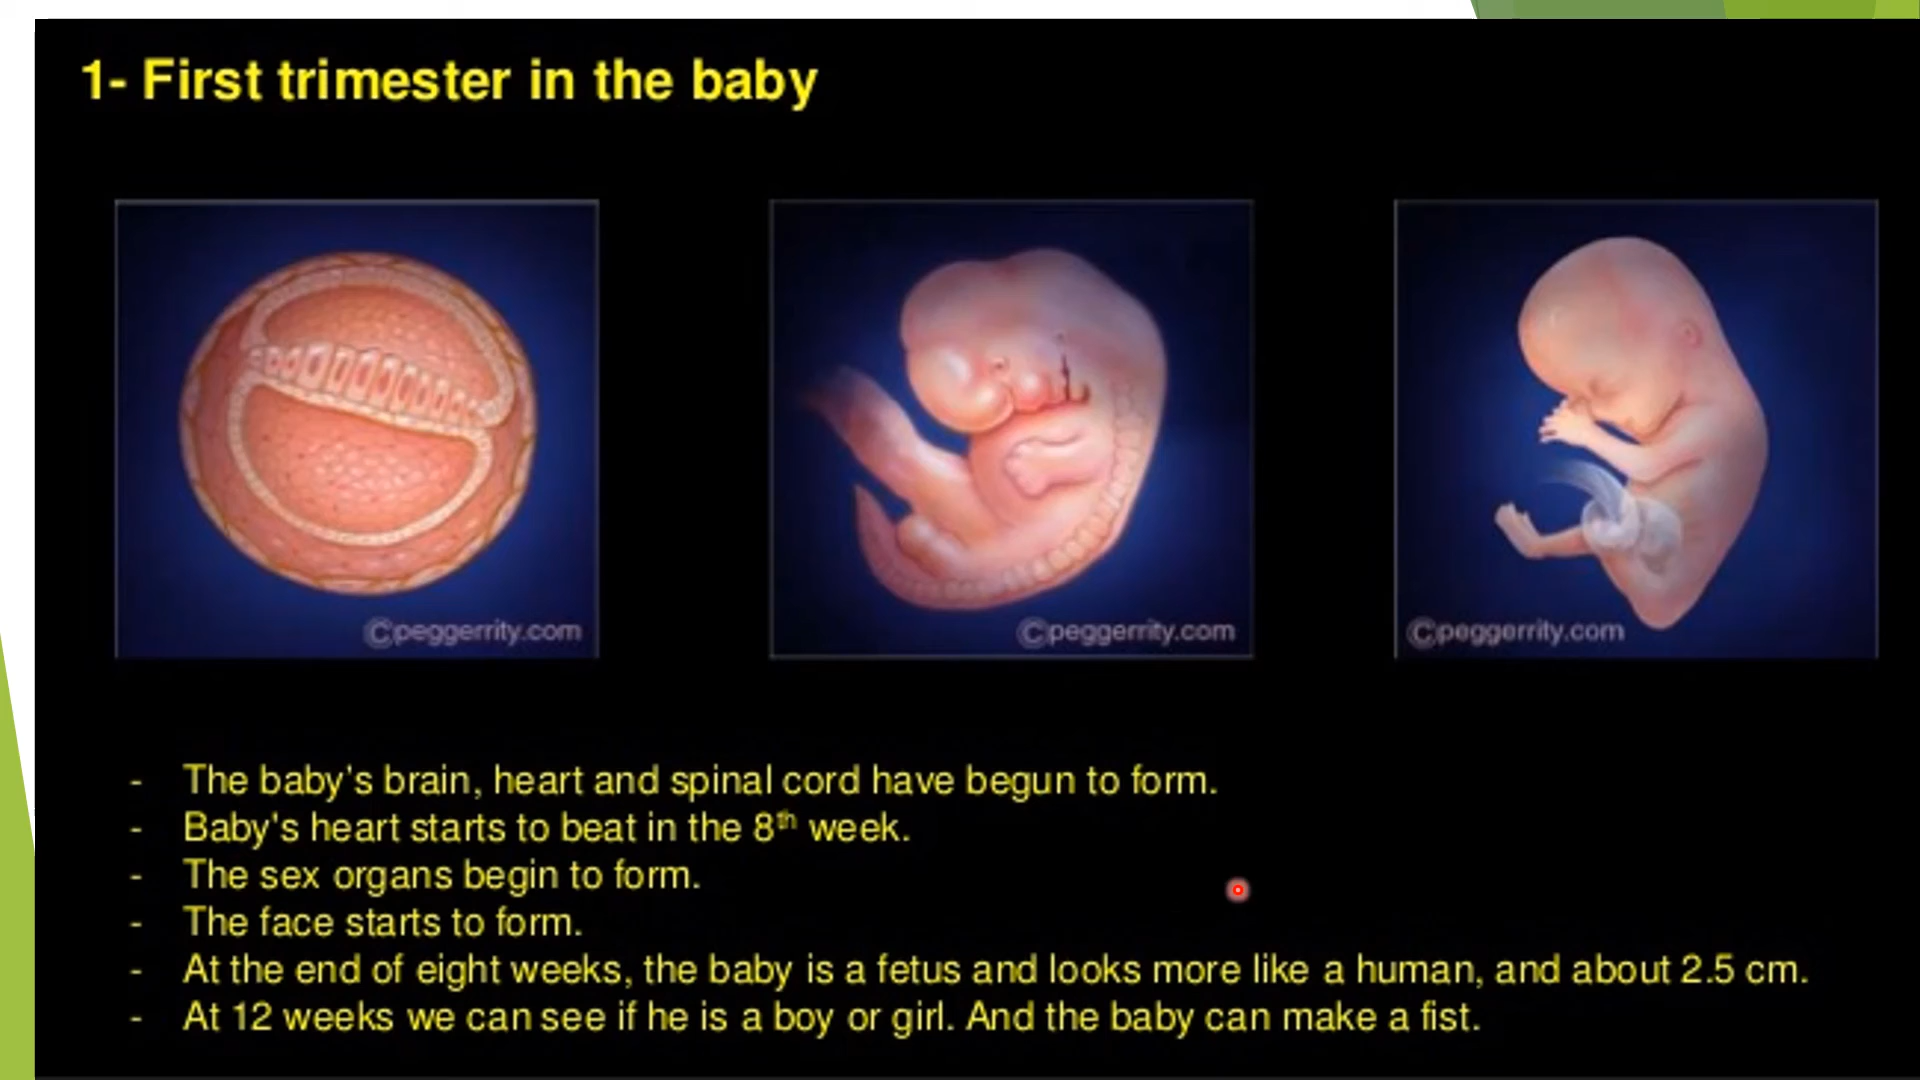 1- First trimester in the baby
©peggerrity.com
©peggerrity.com
©peggerrity.com
- The baby's brain, heart and spinal cord have begun to form.
- Baby's heart starts to beat in the 8th week.
- The sex organs begin to form.
- The face starts to form.
- At the end of eight weeks, the baby is a fetus and looks more like a human, and about 2.5 cm.
- At 12 weeks we can see if he is a boy or girl. And the baby can make a fist.